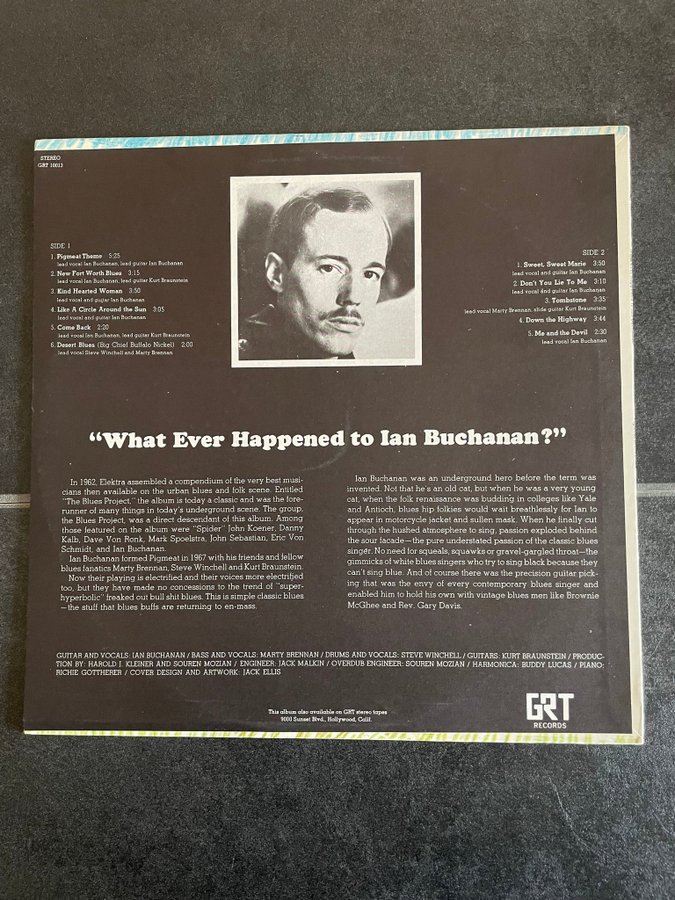 STEREO
GRT 10013
SIDE 1
1. Pigmeat Theme 5:25
lead vocal Ian Buchanan, lead guitar Ian Buchanan
2. New Fort Worth Blues 3:15
lead vocal Ian Buchanan, lead guitar Kurt Braunstein
3. Kind Hearted Woman 3:50
lead vocal and guitar Ian Buchanan
4. Like A Circle Around the Sun 3:05
lead vocal and guitar Ian Buchanan
5. Come Back 2:20
lead vocal Ian Buchanan, lead guitar Kurt Braunstein
6. Desert Blues (Big Chief Buffalo Nickel) 2:00
lead vocal Steve Winchell and Marty Brennan
SIDE 2
1. Sweet, Sweet Marie 3:50
lead vocal and guitar Ian Buchanan
2. Don't You Lie To Me 3:10
lead vocal and guitar Ian Buchanan
3. Tombstone 3:35
lead vocal Marty Brennan, slide guitar Kurt Braunstein
4. Down the Highway 3:44
5. Me and the Devil 2:30
lead vocal Ian Buchanan
"What Ever Happened to Ian Buchanan?"
In 1962, Elektra assembled a compendium of the very best musi-
cians then available on the urban blues and folk scene. Entitled
"The Blues Project," the album is today a classic and was the fore-
runner of many things in today's underground scene. The group,
the Blues Project, was a direct descendant of this album. Among
those featured on the album were "Spider" John Koener, Danny
Kalb, Dave Von Ronk, Mark Spoelstra, John Sebastian, Eric Von
Schmidt, and Ian Buchanan.
Ian Buchanan formed Pigmeat in 1967 with his friends and fellow
blues fanatics Marty Brennan, Steve Winchell and Kurt Braunstein.
Now their playing is electrified and their voices more electrified
too, but they have made no concessions to the trend of "super-
hyperbolic" freaked out bull shit blues. This is simple classic blues
—the stuff that blues buffs are returning to en-mass.
Ian Buchanan was an underground hero before the term was
invented. Not that he's an old cat, but when he was a very young
cat, when the folk renaissance was budding in colleges like Yale
and Antioch, blues hip folkies would wait breathlessly for Ian to
appear in motorcycle jacket and sullen mask. When he finally cut
through the hushed atmosphere to sing, passion exploded behind
the sour facade—the pure understated passion of the classic blues
singer. No need for squeals, squawks or gravel-gargled throat—the
gimmicks of white blues singers who try to sing black because they
can't sing blue. And of course there was the precision guitar pick-
ing that was the envy of every contemporary blues singer and
enabled him to hold his own with vintage blues men like Brownie
McGhee and Rev. Gary Davis.
GUITAR AND VOCALS: IAN BUCHANAN / BASS AND VOCALS: MARTY BRENNAN / DRUMS AND VOCALS: STEVE WINCHELL / GUITARS: KURT BRAUNSTEIN / PRODUC-
TION BY: HAROLD J. KLEINER AND SOUREN MOZIAN / ENGINEER: JACK MALKIN / OVERDUB ENGINEER: SOUREN MOZIAN / HARMONICA: BUDDY LUCAS / PIANO:
RICHIE GOTTHERER / COVER DESIGN AND ARTWORK: JACK ELLIS
This album also available on GRT stereo tapes
9000 Sunset Blvd., Hollywood, Calif.
GRT
RECORDS